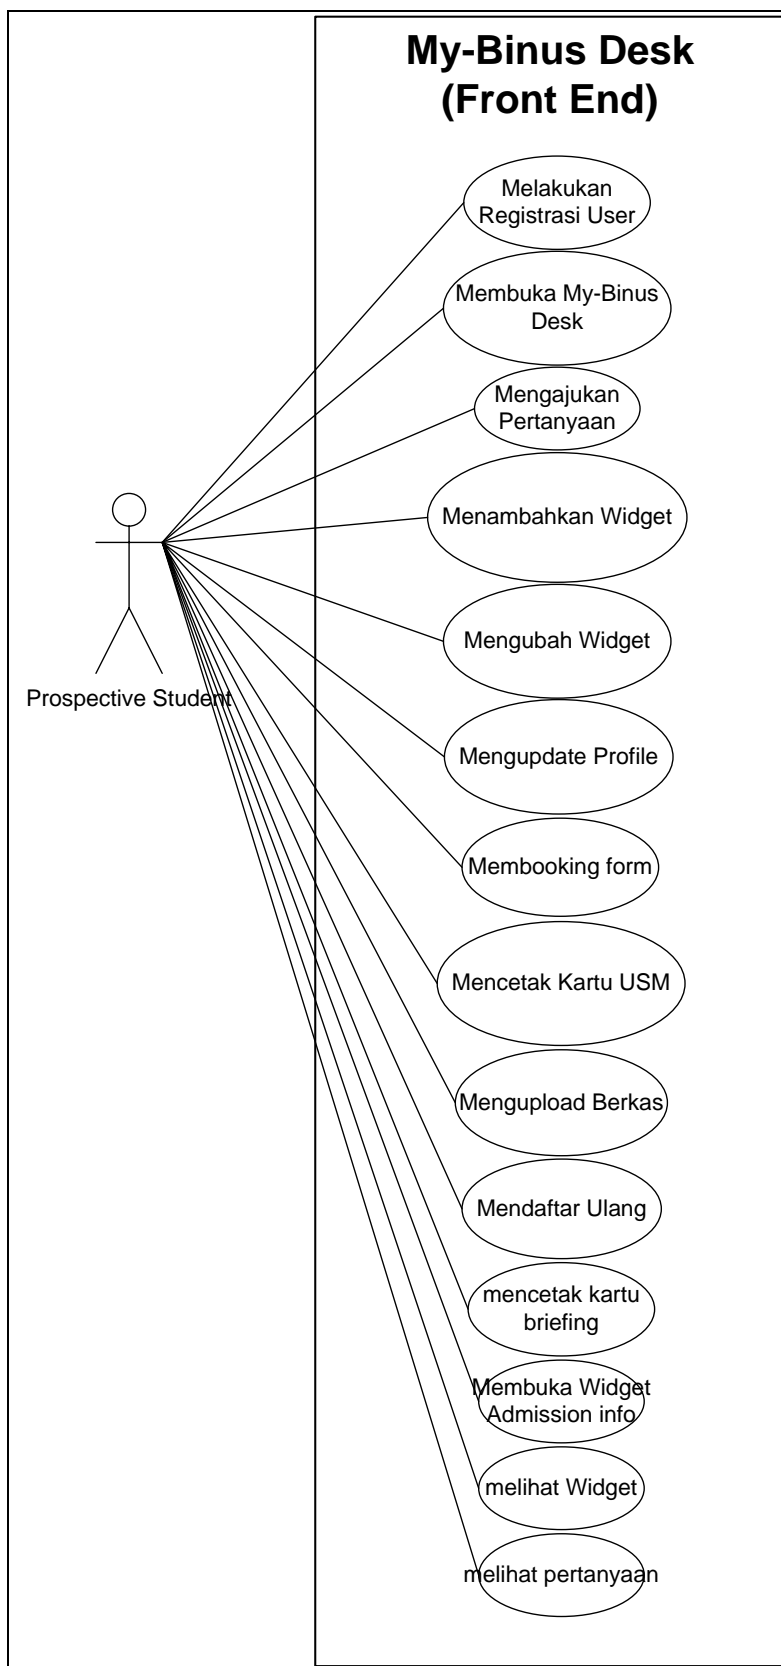 My-Binus Desk
(Front End)
Melakukan
Registrasi User
Membuka My-Binus
Desk
Mengajukan
Pertanyaan
Menambahkan Widget
Mengubah Widget
Prospective Student
Mengupdate Profile
Membooking form
Mencetak Kartu USM
Mengupload Berkas
Mendaftar Ulang
mencetak kartu
briefing
Membuka Widget
Admission info
melihat Widget
melihat pertanyaan